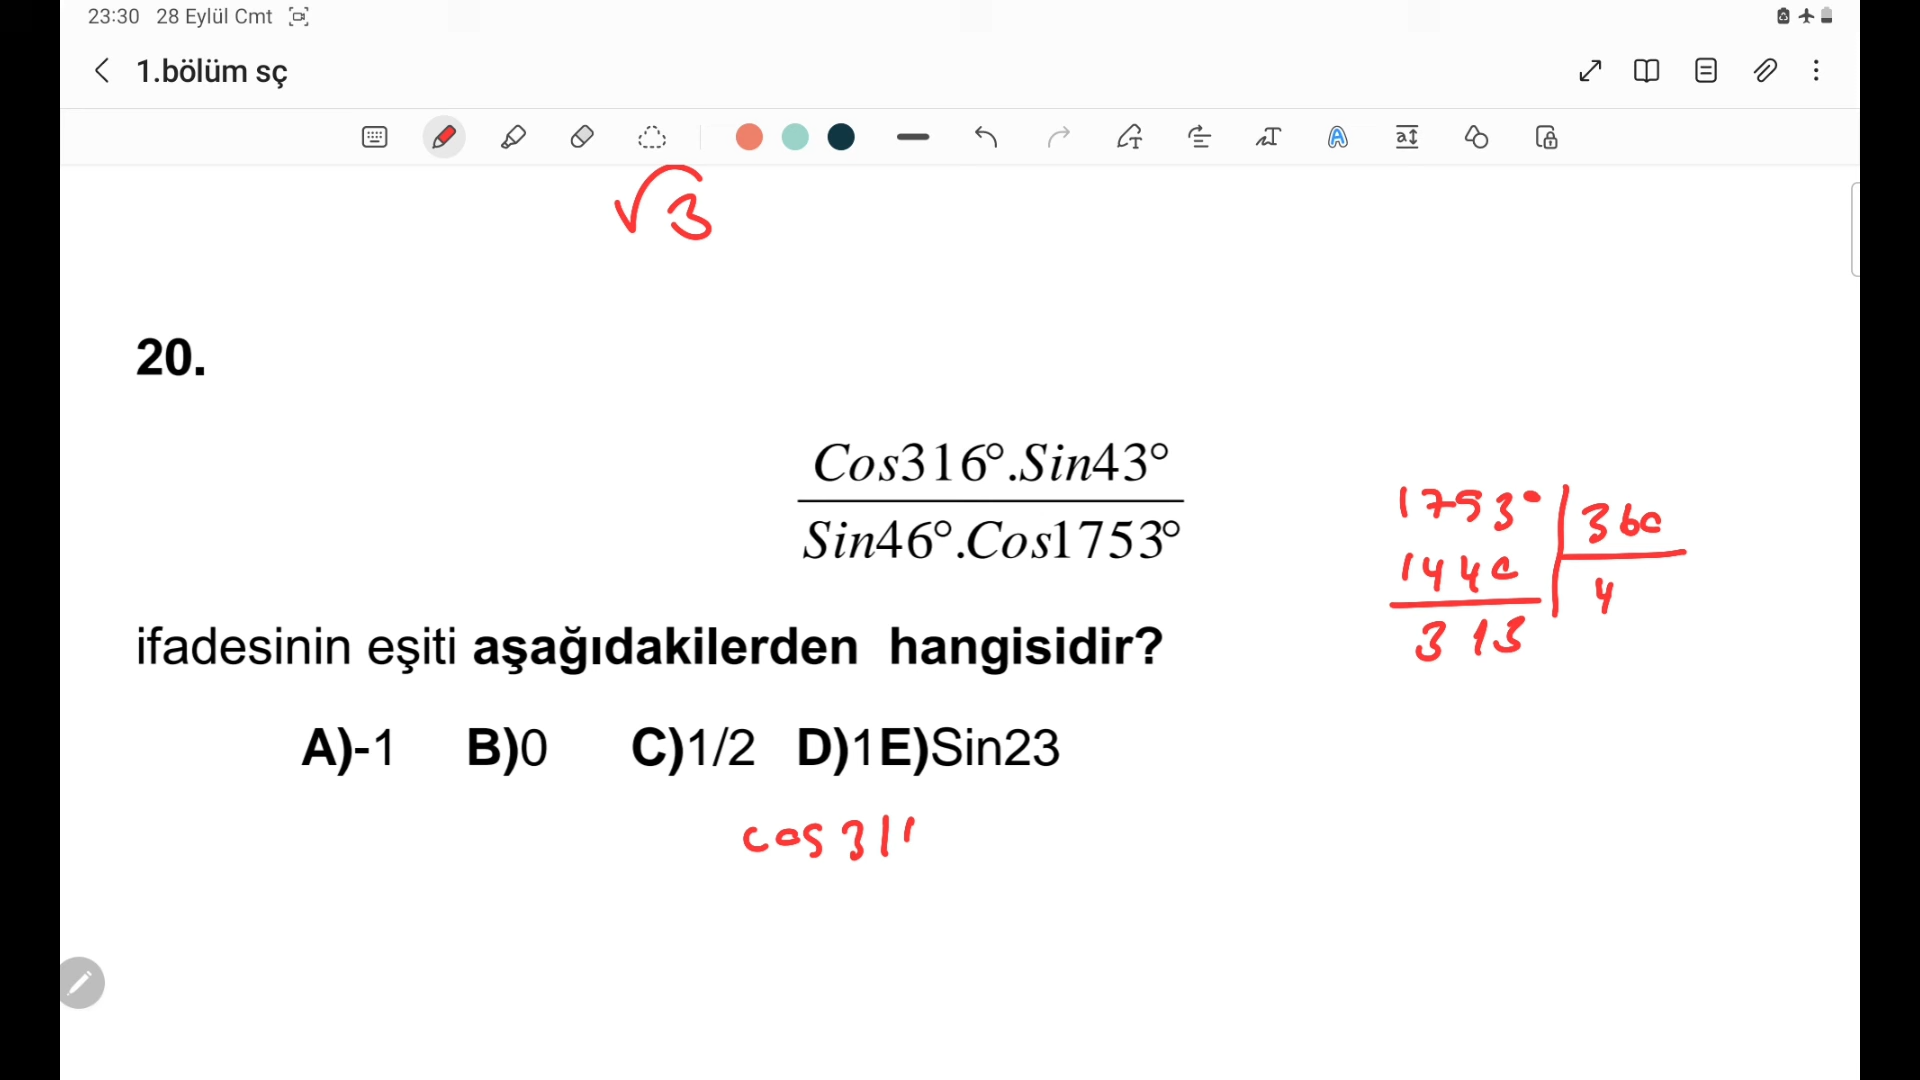 23:30 28 Eylül Cmt
1.bölüm sç
√3
20.
Cos316°.Sin43°
Sin46°.Cos1753°
1753° 360
1440 4
313
ifadesinin eşiti aşağıdakilerden hangisidir?
A)-1 B)0 C)1/2 D)1E)Sin23
cos 31